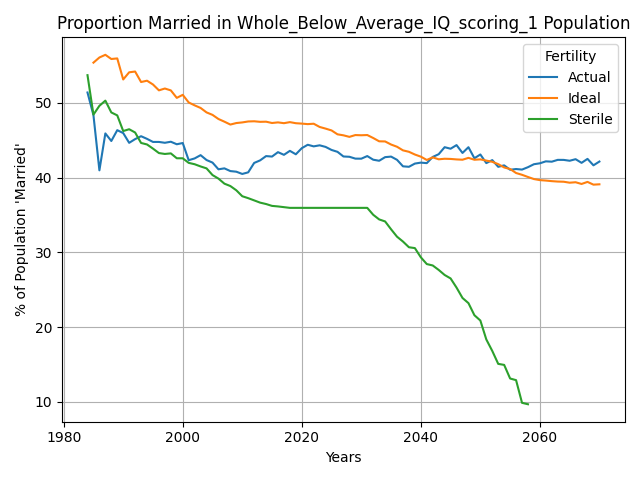 Proportion Married in Whole_Below_Average_IQ_scoring_1 Population
Fertility
Actual
Ideal
Sterile
% of Population 'Married'
50
40
30
20
10
1980
2000
2020
2040
2060
Years